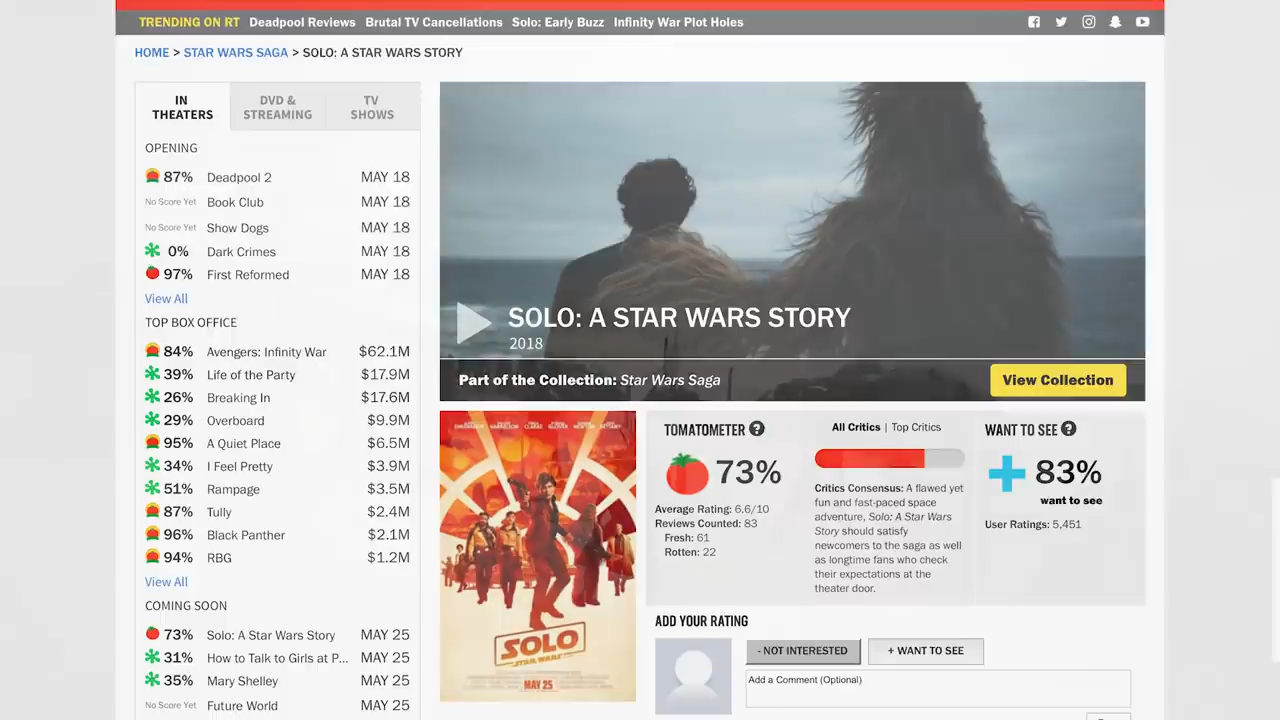 TRENDING ON RT Deadpool Reviews Brutal TV Cancellations Solo: Early Buzz Infinity War Plot Holes
HOME > STAR WARS SAGA > SOLO: A STAR WARS STORY
IN THEATERS
DVD & STREAMING
TV SHOWS
OPENING
87% Deadpool 2 MAY 18
No Score Yet Book Club MAY 18
No Score Yet Show Dogs MAY 18
0% Dark Crimes MAY 18
97% First Reformed MAY 18
View All
TOP BOX OFFICE
84% Avengers: Infinity War $62.1M
39% Life of the Party $17.9M
26% Breaking In $17.6M
29% Overboard $9.9M
95% A Quiet Place $6.5M
34% I Feel Pretty $3.9M
51% Rampage $3.5M
87% Tully $2.4M
96% Black Panther $2.1M
94% RBG $1.2M
View All
COMING SOON
73% Solo: A Star Wars Story MAY 25
31% How to Talk to Girls at P... MAY 25
35% Mary Shelley MAY 25
No Score Yet Future World MAY 25
SOLO: A STAR WARS STORY
2018
Part of the Collection: Star Wars Saga
View Collection
SOLO
STAR WARS
MAY 25
TOMATOMETER ?
73%
Average Rating: 6.6/10
Reviews Counted: 83
Fresh: 61
Rotten: 22
All Critics | Top Critics
Critics Consensus: A flawed yet
fun and fast-paced space
adventure, Solo: A Star Wars
Story should satisfy
newcomers to the saga as well
as longtime fans who check
their expectations at the
theater door.
WANT TO SEE ?
83%
want to see
User Ratings: 5,451
ADD YOUR RATING
- NOT INTERESTED
+ WANT TO SEE
Add a Comment (Optional)